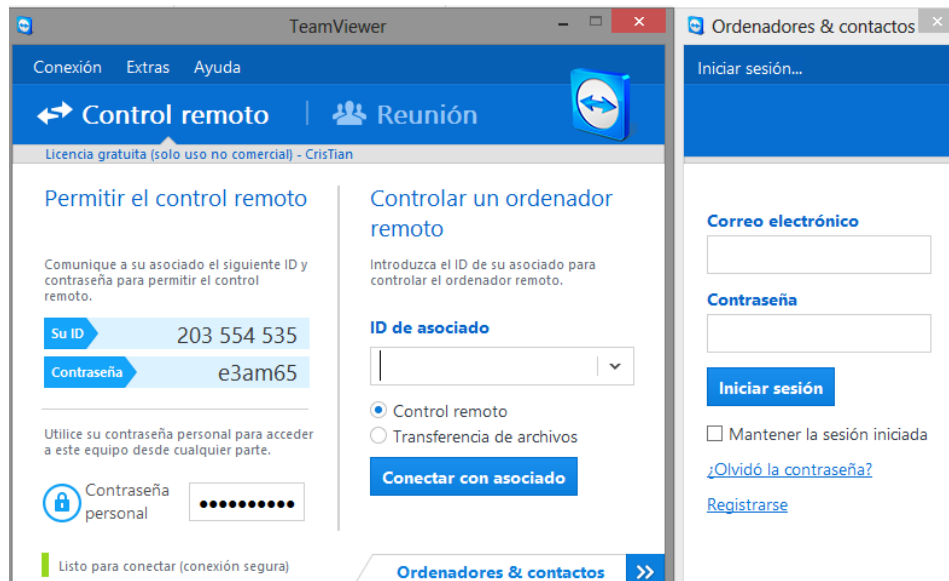 TeamViewer
Conexión Extras Ayuda
Control remoto
Reunión
Licencia gratuita (solo uso no comercial) - CrisTian
Permitir el control remoto
Comunique a su asociado el siguiente ID y
contraseña para permitir el control
remoto.
Su ID 203 554 535
Contraseña e3am65
Utilice su contraseña personal para acceder
a este equipo desde cualquier parte.
Contraseña
personal
Listo para conectar (conexión segura)
Controlar un ordenador
remoto
Introduzca el ID de su asociado para
controlar el ordenador remoto.
ID de asociado
Control remoto
Transferencia de archivos
Conectar con asociado
Ordenadores & contactos
Ordenadores & contactos
Iniciar sesión...
Correo electrónico
Contraseña
Iniciar sesión
Mantener la sesión iniciada
¿Olvidó la contraseña?
Registrarse